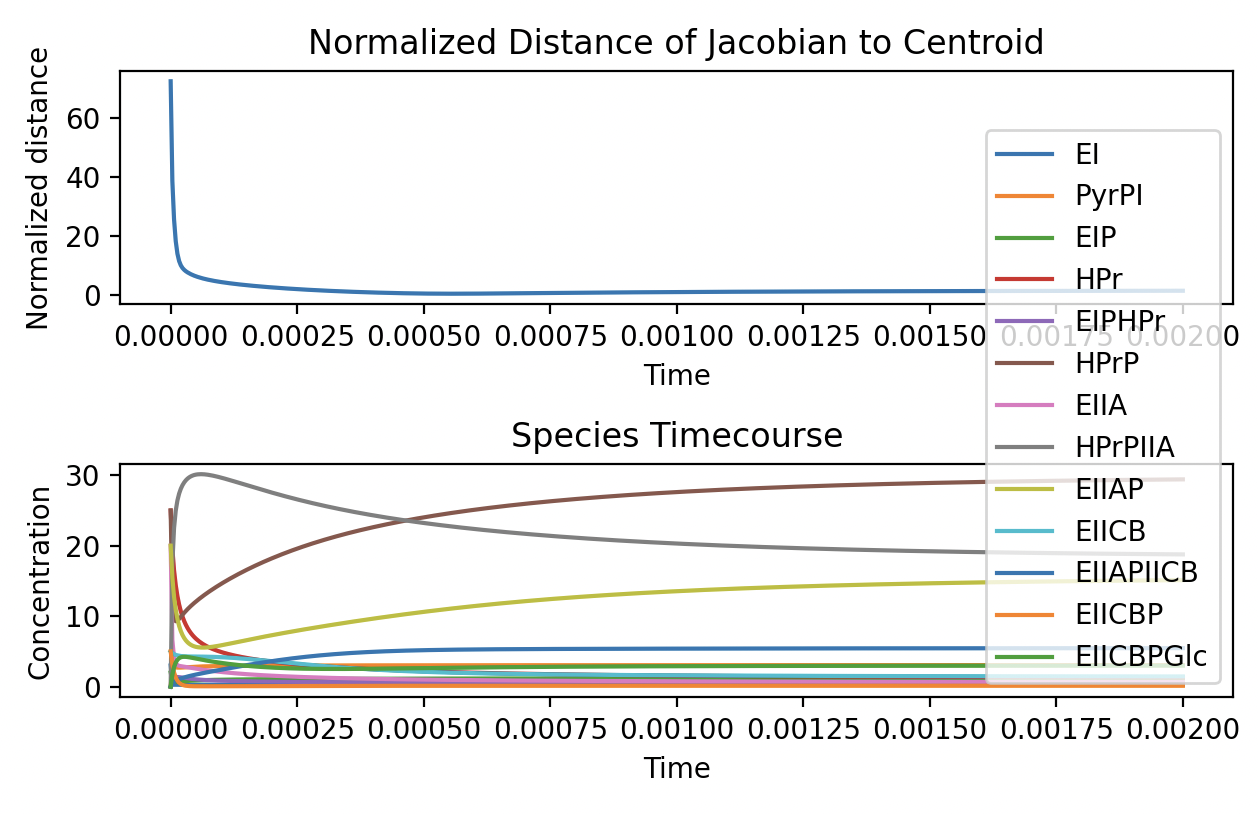 Normalized Distance of Jacobian to Centroid
Normalized distance
60
40
20
0
0.00000 0.00025 0.00050 0.00075 0.00100 0.00125 0.00150 0.00175 0.00200
Time
EI
PyrPI
EIP
HPr
EIPHPr
HPrP
EIIA
HPrPIIA
EIIAP
EIICB
EIIAPIICB
EIICBP
EIICBPGlc
Species Timecourse
Concentration
30
20
10
0
0.00000 0.00025 0.00050 0.00075 0.00100 0.00125 0.00150 0.00175 0.00200
Time